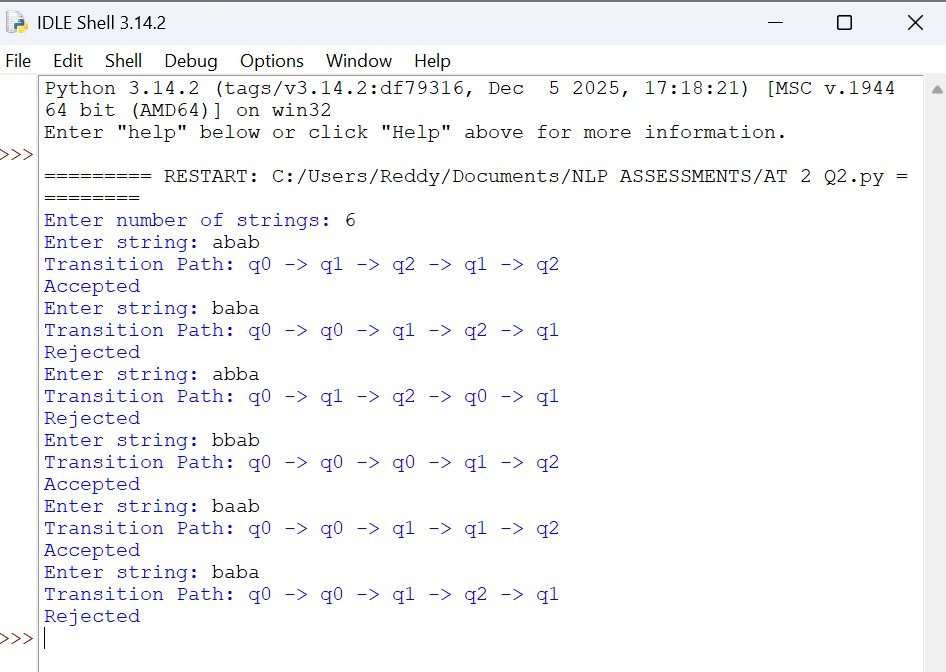 IDLE Shell 3.14.2
File Edit Shell Debug Options Window Help
Python 3.14.2 (tags/v3.14.2:df79316, Dec  5 2025, 17:18:21) [MSC v.1944
64 bit (AMD64)] on win32
Enter "help" below or click "Help" above for more information.
>>>
========= RESTART: C:/Users/Reddy/Documents/NLP ASSESSMENTS/AT 2 Q2.py =
========
Enter number of strings: 6
Enter string: abab
Transition Path: q0 -> q1 -> q2 -> q1 -> q2
Accepted
Enter string: baba
Transition Path: q0 -> q0 -> q1 -> q2 -> q1
Rejected
Enter string: abba
Transition Path: q0 -> q1 -> q2 -> q0 -> q1
Rejected
Enter string: bbab
Transition Path: q0 -> q0 -> q0 -> q1 -> q2
Accepted
Enter string: baab
Transition Path: q0 -> q0 -> q1 -> q1 -> q2
Accepted
Enter string: baba
Transition Path: q0 -> q0 -> q1 -> q2 -> q1
Rejected
>>>